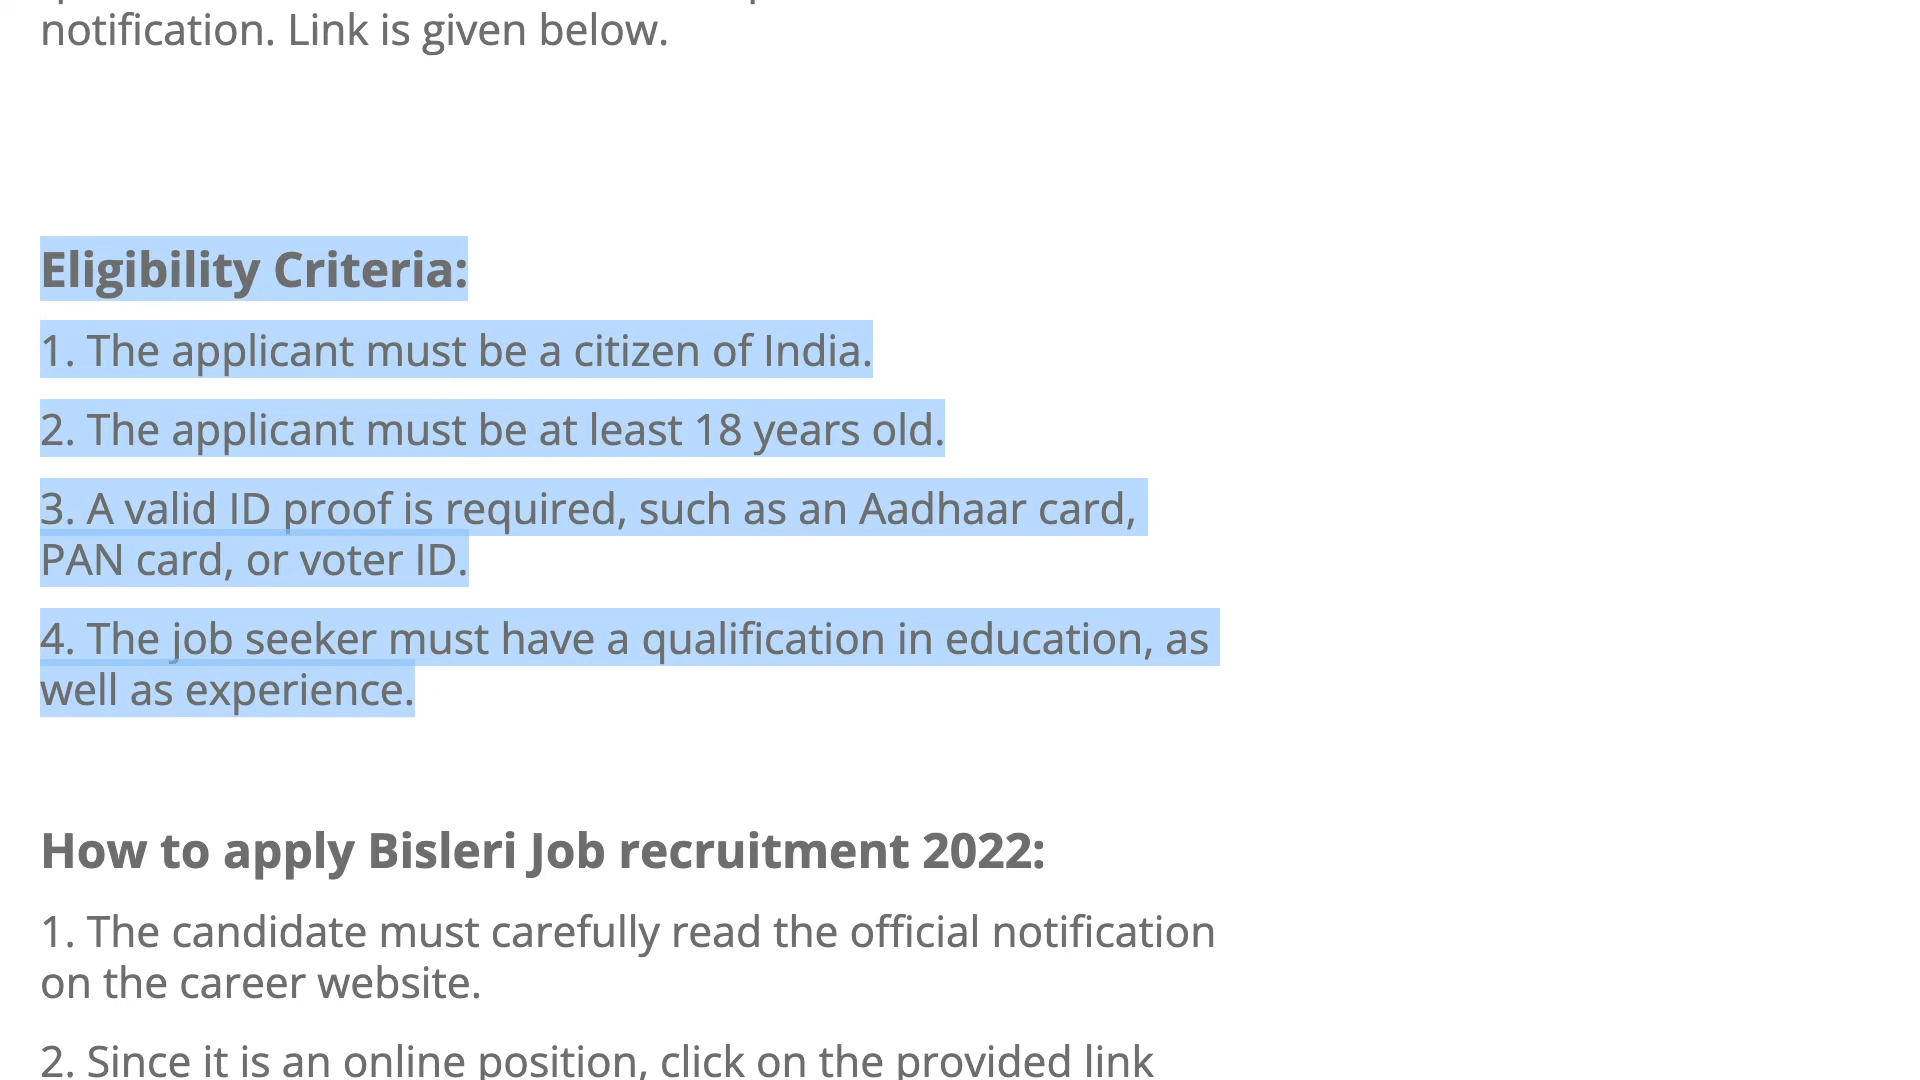 notification. Link is given below.
Eligibility Criteria:
1. The applicant must be a citizen of India.
2. The applicant must be at least 18 years old.
3. A valid ID proof is required, such as an Aadhaar card,
PAN card, or voter ID.
4. The job seeker must have a qualification in education, as
well as experience.
How to apply Bisleri Job recruitment 2022:
1. The candidate must carefully read the official notification
on the career website.
2. Since it is an online position, click on the provided link